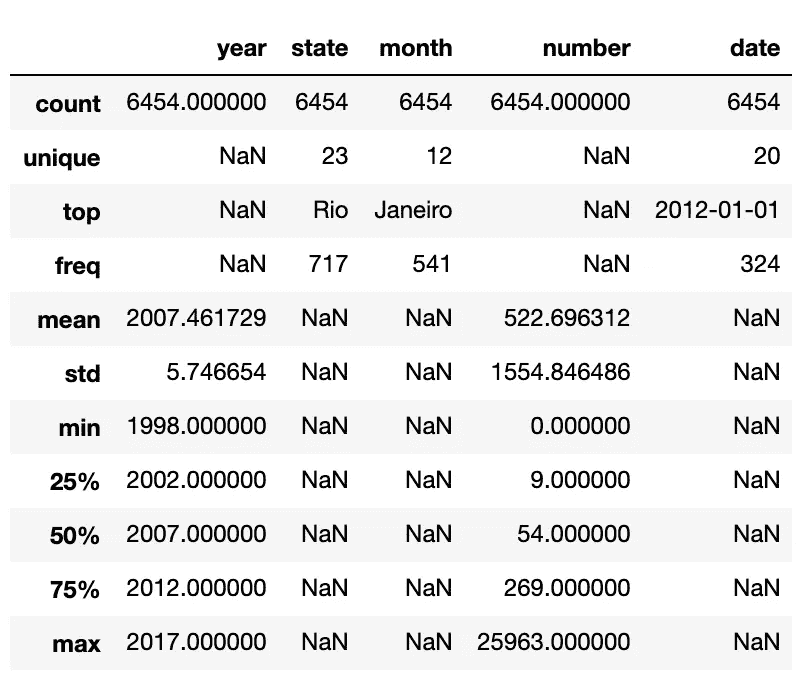 year state month number date
count 6454.000000 6454 6454 6454.000000 6454
unique NaN 23 12 NaN 20
top NaN Rio Janeiro NaN 2012-01-01
freq NaN 717 541 NaN 324
mean 2007.461729 NaN NaN 522.696312 NaN
std 5.746654 NaN NaN 1554.846486 NaN
min 1998.000000 NaN NaN 0.000000 NaN
25% 2002.000000 NaN NaN 9.000000 NaN
50% 2007.000000 NaN NaN 54.000000 NaN
75% 2012.000000 NaN NaN 269.000000 NaN
max 2017.000000 NaN NaN 25963.000000 NaN